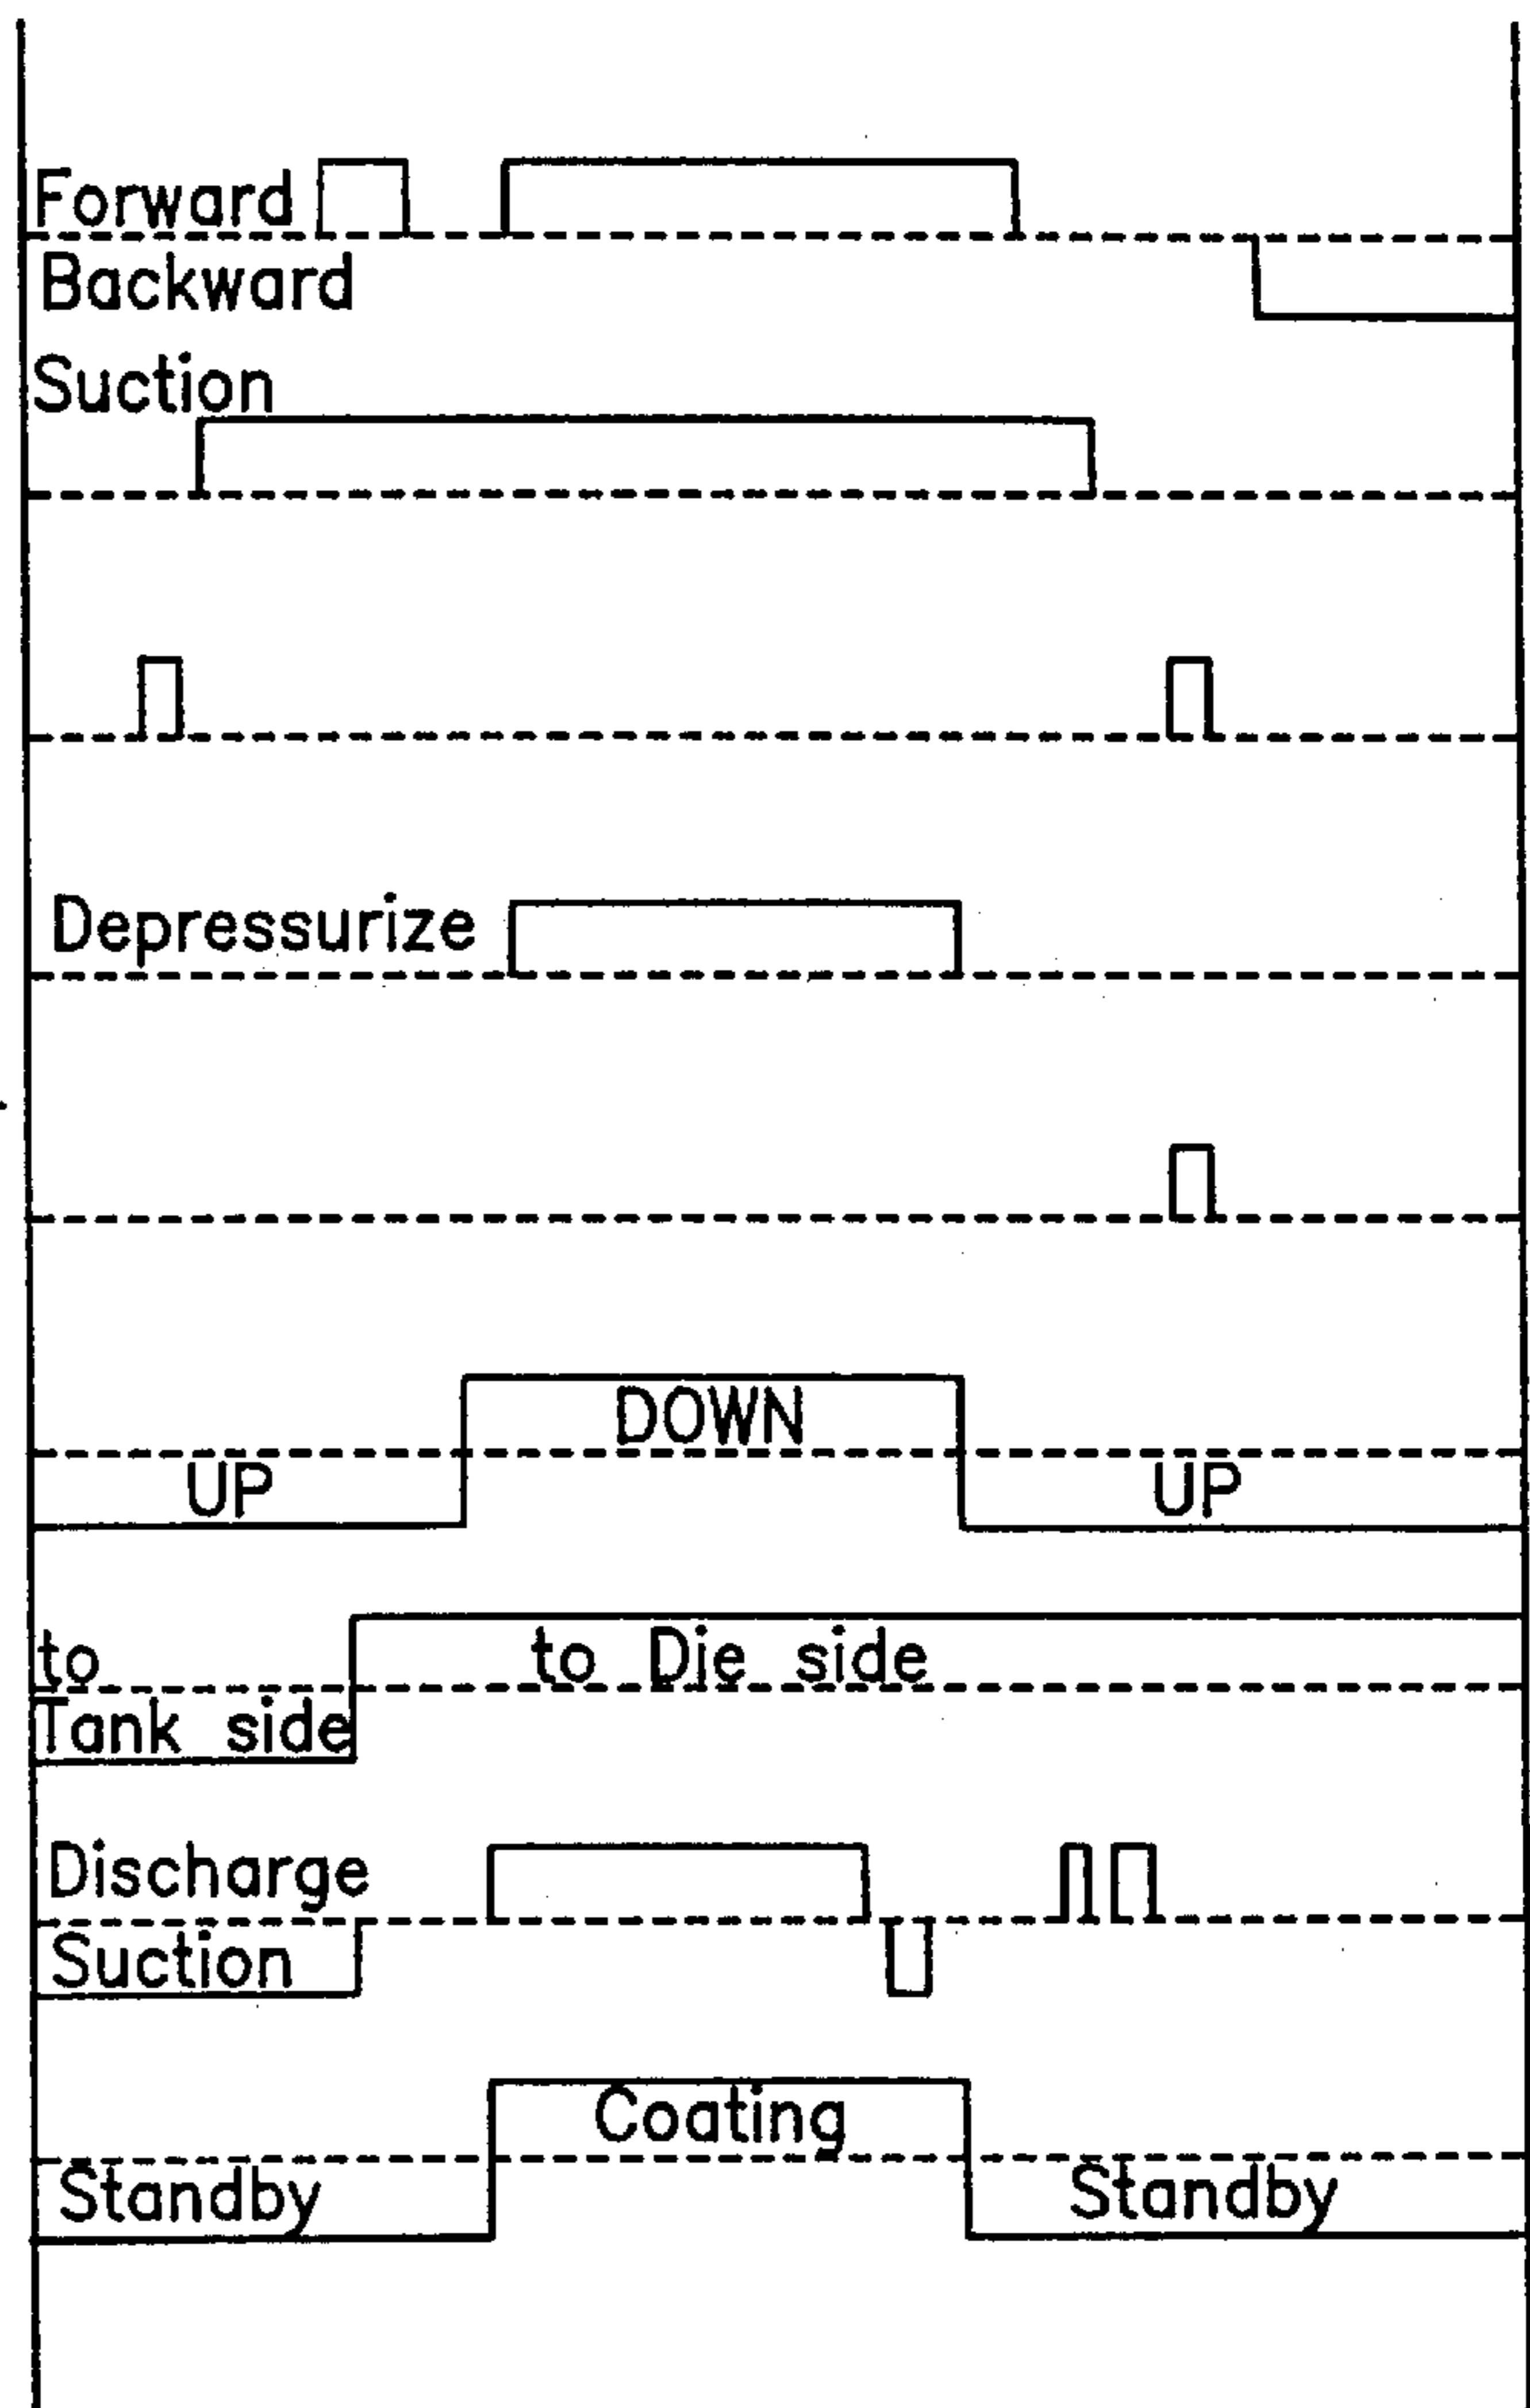 Forward
Backward
Suction
Depressurize
DOWN
UP UP
to to Die side
Tank side
Discharge
Suction
Coating
Standby Standby